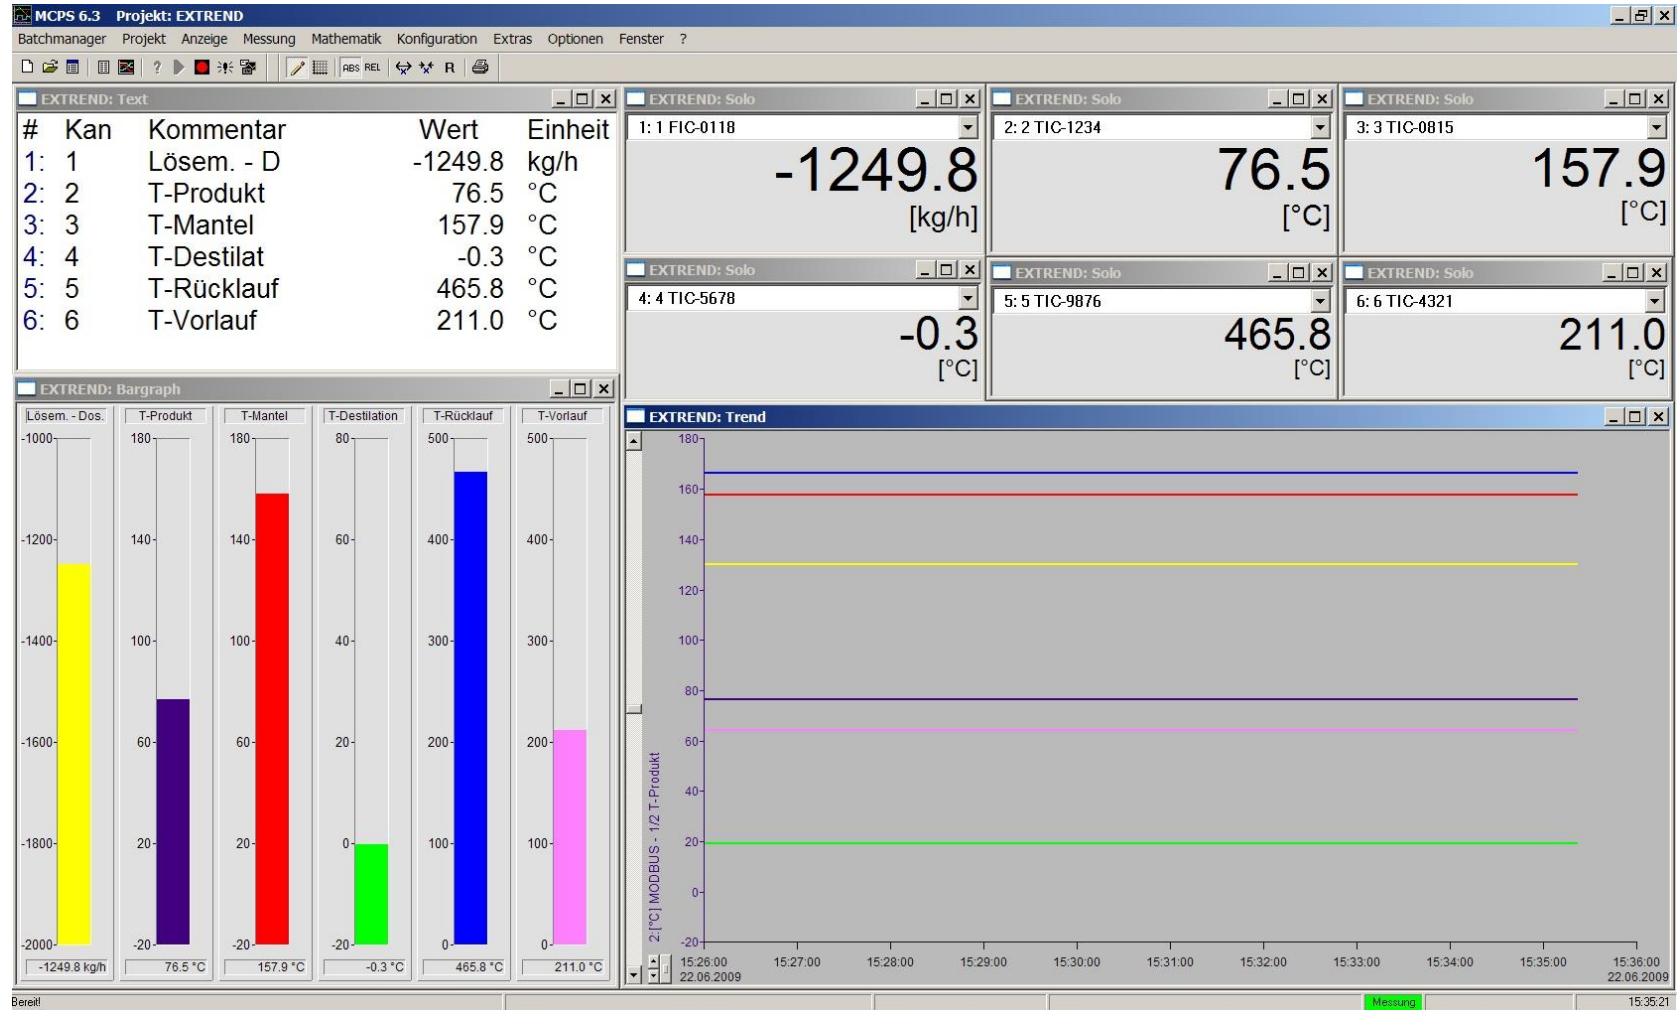 MCPS 6.3 Projekt: EXTREND
Batchmanager Projekt Anzeige Messung Mathematik Konfiguration Extras Optionen Fenster ?
? ABS REL R
EXTREND: Text
# Kan Kommentar Wert Einheit
1: 1 Lösem. - D -1249.8 kg/h
2: 2 T-Produkt 76.5 °C
3: 3 T-Mantel 157.9 °C
4: 4 T-Destilat -0.3 °C
5: 5 T-Rücklauf 465.8 °C
6: 6 T-Vorlauf 211.0 °C
EXTREND: Solo
1: 1 FIC-0118
-1249.8
[kg/h]
EXTREND: Solo
2: 2 TIC-1234
76.5
[°C]
EXTREND: Solo
3: 3 TIC-0815
157.9
[°C]
EXTREND: Solo
4: 4 TIC-5678
-0.3
[°C]
EXTREND: Solo
5: 5 TIC-9876
465.8
[°C]
EXTREND: Solo
6: 6 TIC-4321
211.0
[°C]
EXTREND: Bargraph
Lösem. - Dos. T-Produkt T-Mantel T-Destilation T-Rücklauf T-Vorlauf
-1000 180 180 80 500 500
-1200 140 140 60 400 400
-1400 100 100 40 300 300
-1600 60 60 20 200 200
-1800 20 20 0 100 100
-2000 -20 -20 -20 0 0
-1249.8 kg/h 76.5 °C 157.9 °C -0.3 °C 465.8 °C 211.0 °C
EXTREND: Trend
180
160
140
120
100
80
60
40
20
0
-20
2:[°C] MODBUS - 1/2 T-Produkt
15:26:00 15:27:00 15:28:00 15:29:00 15:30:00 15:31:00 15:32:00 15:33:00 15:34:00 15:35:00 15:36:00
22.06.2009 22.06.2009
Bereit! Messung 15:35:21